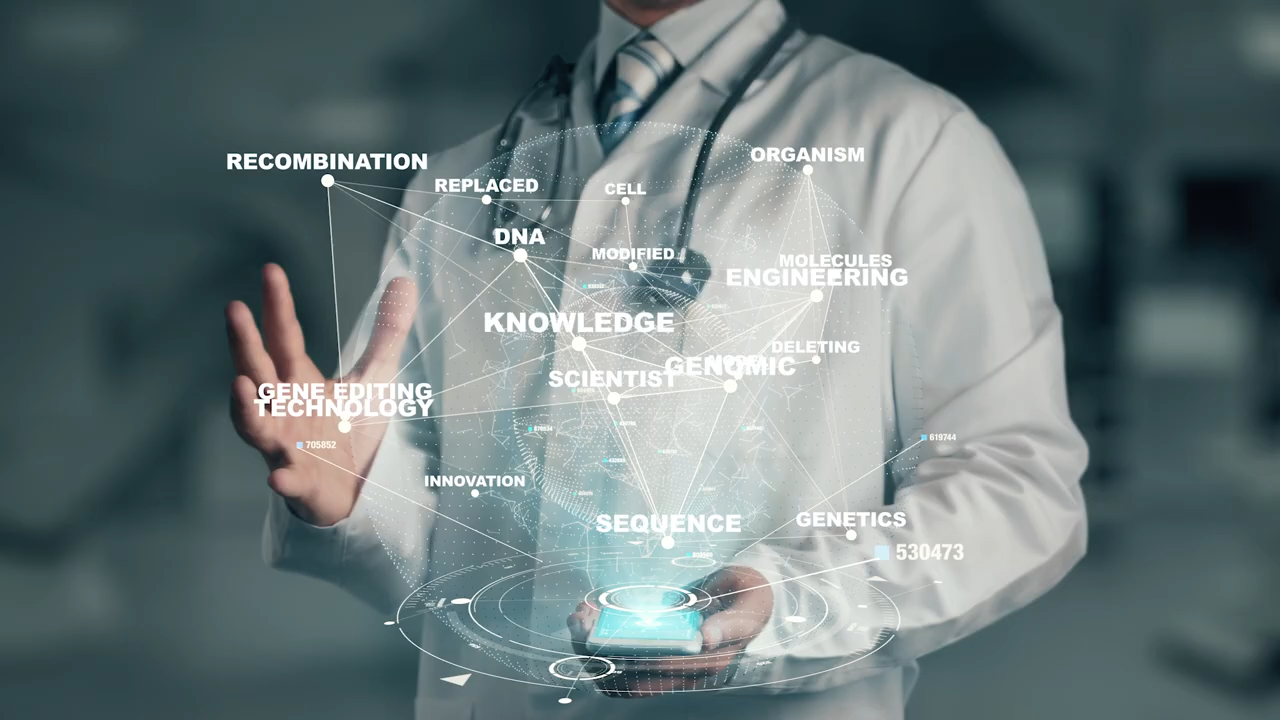 RECOMBINATION
ORGANISM
REPLACED
CELL
DNA
MODIFIED
MOLECULES
ENGINEERING
KNOWLEDGE
DELETING
GENOMIC
SCIENTIST
GENE EDITING
TECHNOLOGY
705852
619744
INNOVATION
SEQUENCE
GENETICS
530473